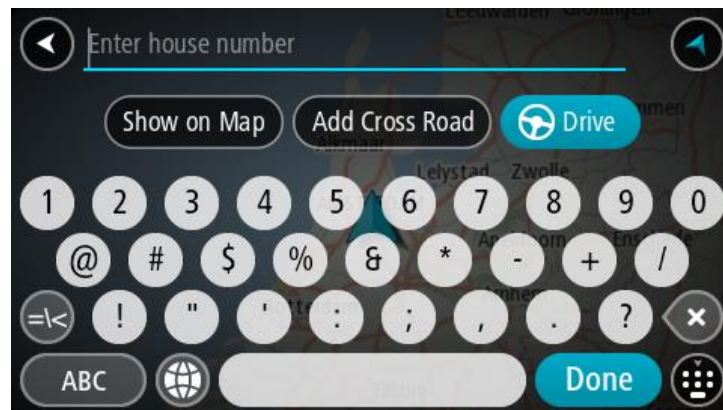 Leeuwarden Groningen
Enter house number
Show on Map Add Cross Road Drive
Alkmaar
Lelystad Zwolle
1 2 3 4 5 6 7 8 9 0
@ # $ % & * - + /
=\< ! " ' : ; , . ?
ABC Done
Tilburg